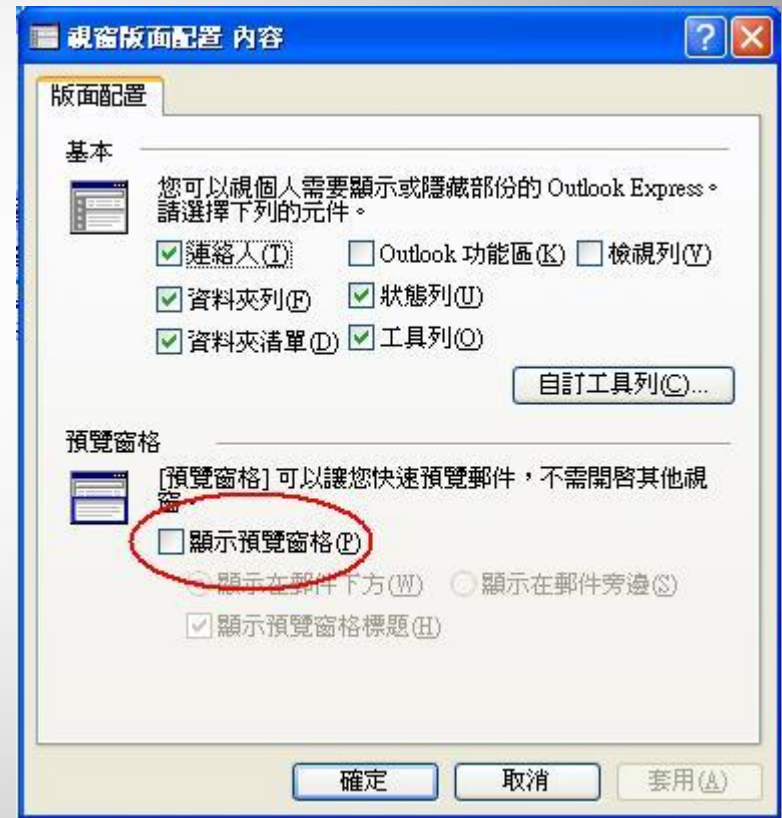 視窗版面配置 內容
版面配置
基本
您可以視個人需要顯示或隱藏部份的 Outlook Express。
請選擇下列的元件。
連絡人(T) Outlook 功能區(K) 檢視列(V)
資料夾列(F) 狀態列(U)
資料夾清單(D) 工具列(O)
自訂工具列(C)...
預覽窗格
[預覽窗格] 可以讓您快速預覽郵件，不需開啓其他視
窗。
顯示預覽窗格(P)
顯示在郵件下方(W) 顯示在郵件旁邊(S)
顯示預覽窗格標題(H)
確定 取消 套用(A)